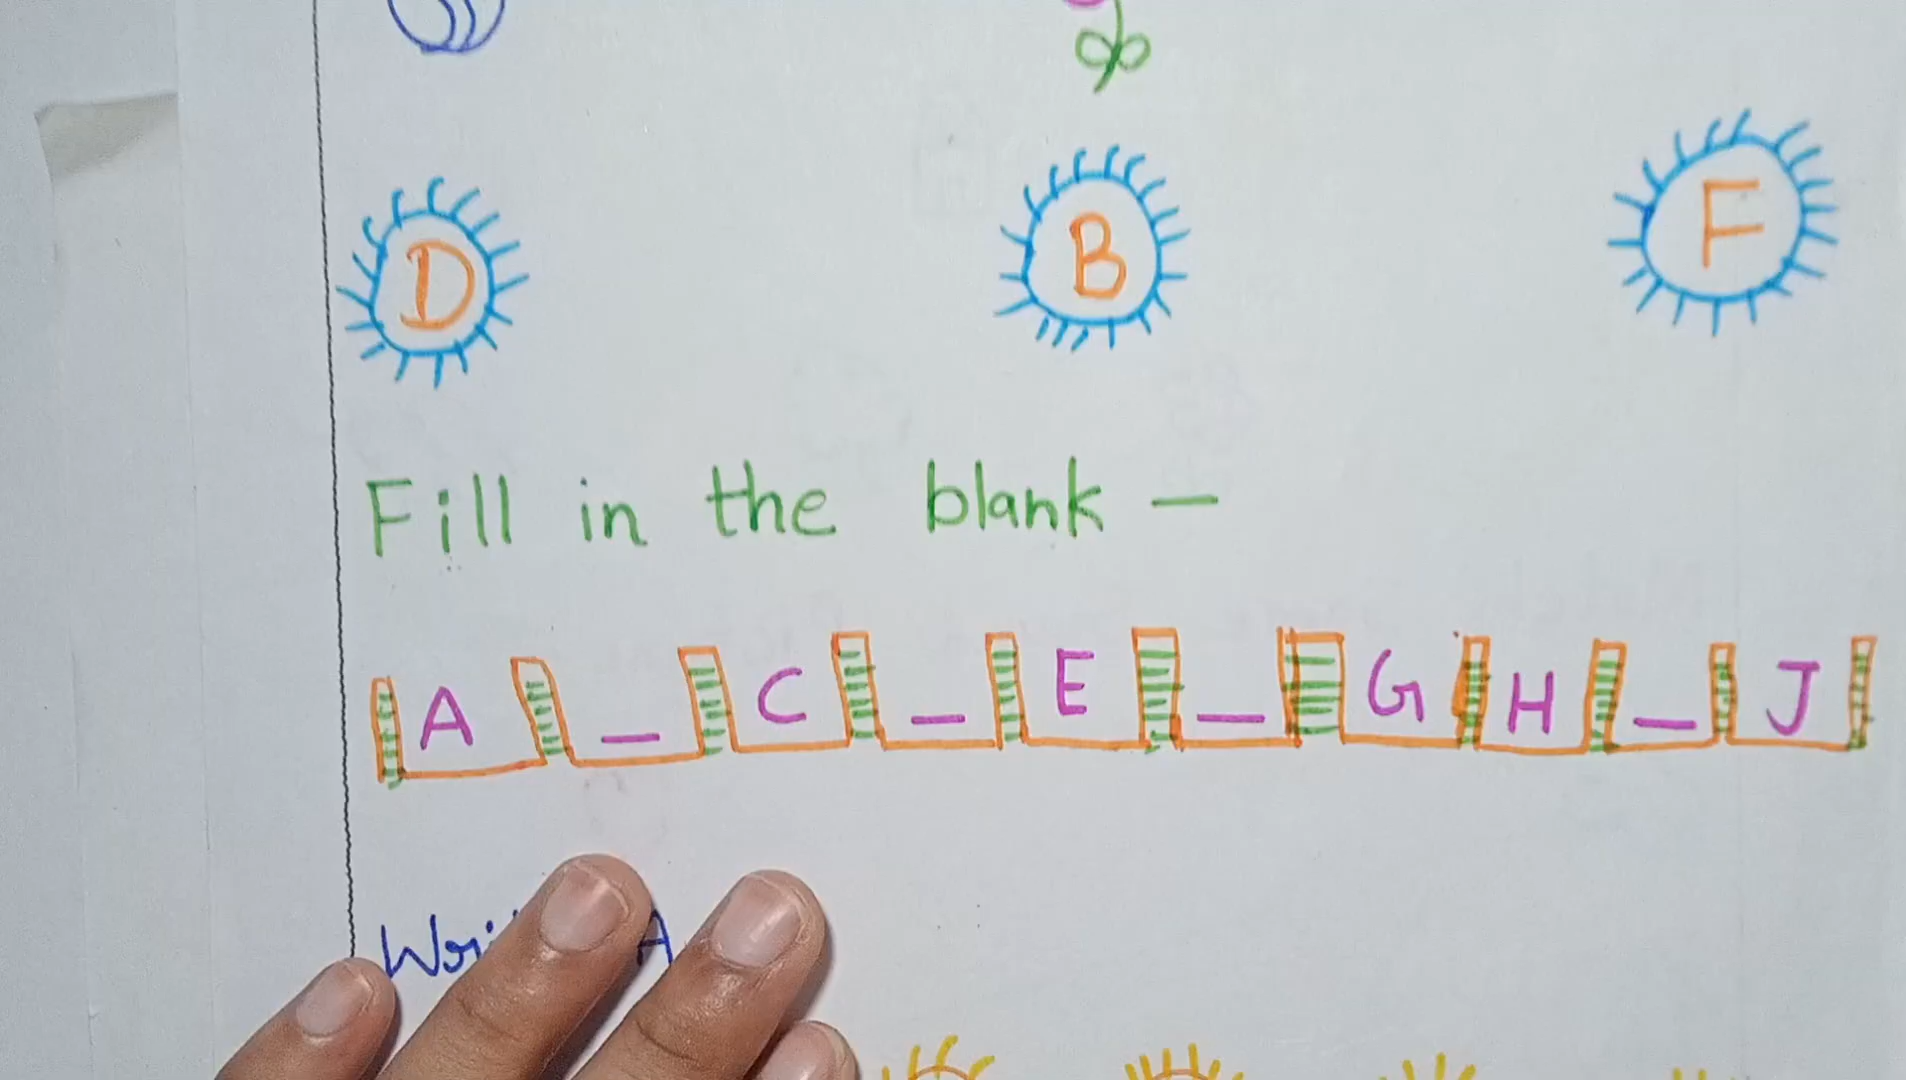 D B F
Fill in the blank —
A _ C _ E _ G H _ J
A